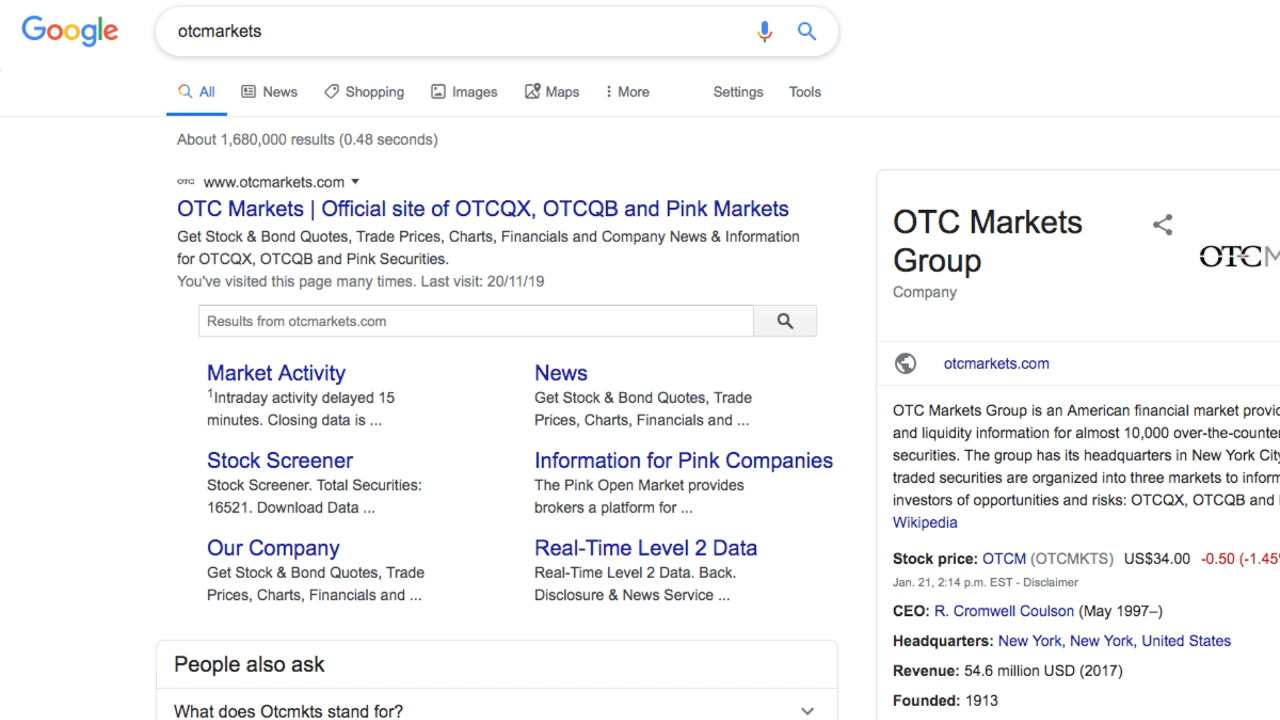 Google
otcmarkets
All
News
Shopping
Images
Maps
More
Settings
Tools
About 1,680,000 results (0.48 seconds)
OTC www.otcmarkets.com
OTC Markets | Official site of OTCQX, OTCQB and Pink Markets
Get Stock & Bond Quotes, Trade Prices, Charts, Financials and Company News & Information
for OTCQX, OTCQB and Pink Securities.
You've visited this page many times. Last visit: 20/11/19
Results from otcmarkets.com
Market Activity
1Intraday activity delayed 15
minutes. Closing data is ...
News
Get Stock & Bond Quotes, Trade
Prices, Charts, Financials and ...
Stock Screener
Stock Screener. Total Securities:
16521. Download Data ...
Information for Pink Companies
The Pink Open Market provides
brokers a platform for ...
Our Company
Get Stock & Bond Quotes, Trade
Prices, Charts, Financials and ...
Real-Time Level 2 Data
Real-Time Level 2 Data. Back.
Disclosure & News Service ...
People also ask
What does Otcmkts stand for?
OTC Markets
Group
Company
OTCM
otcmarkets.com
OTC Markets Group is an American financial market provid
and liquidity information for almost 10,000 over-the-counter
securities. The group has its headquarters in New York City
traded securities are organized into three markets to inform
investors of opportunities and risks: OTCQX, OTCQB and
Wikipedia
Stock price: OTCM (OTCMKTS) US$34.00 -0.50 (-1.45%
Jan. 21, 2:14 p.m. EST - Disclaimer
CEO: R. Cromwell Coulson (May 1997–)
Headquarters: New York, New York, United States
Revenue: 54.6 million USD (2017)
Founded: 1913